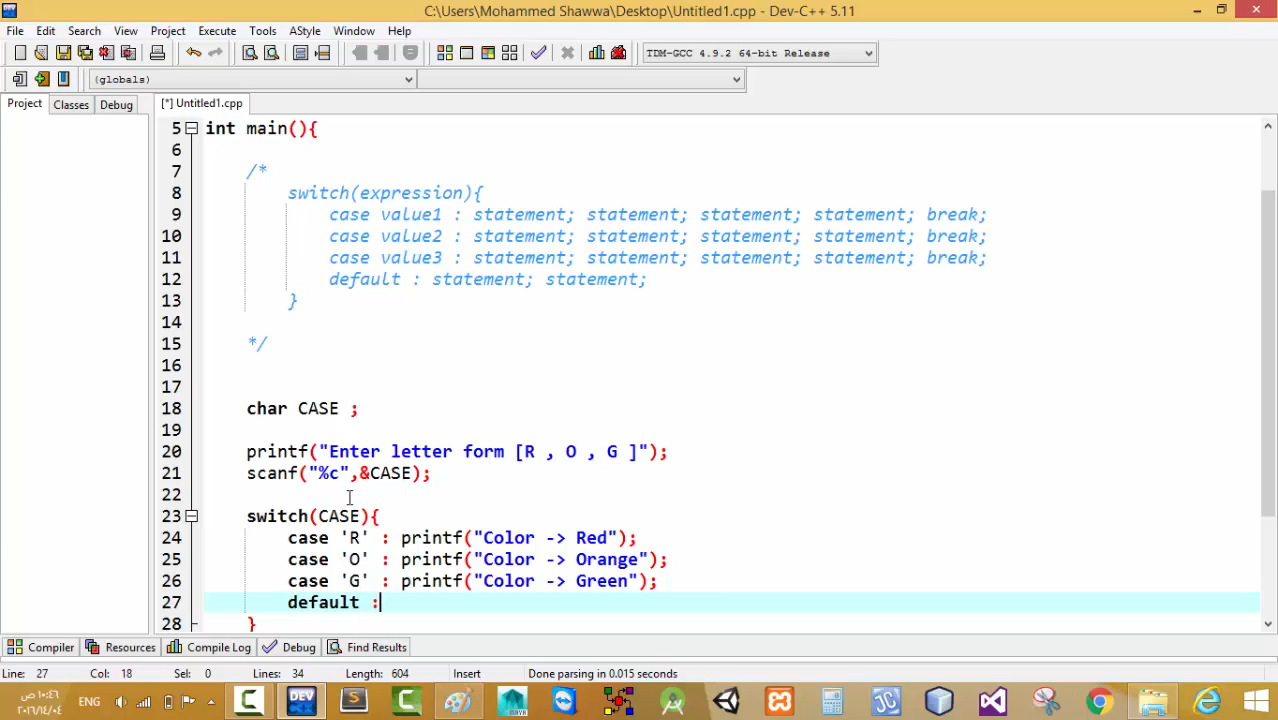 C:\Users\Mohammed Shawwa\Desktop\Untitled1.cpp - Dev-C++ 5.11
File Edit Search View Project Execute Tools AStyle Window Help
TDM-GCC 4.9.2 64-bit Release
(globals)
Project Classes Debug [*] Untitled1.cpp
5 int main(){
6
7 /*
8 switch(expression){
9 case value1 : statement; statement; statement; statement; break;
10 case value2 : statement; statement; statement; statement; break;
11 case value3 : statement; statement; statement; statement; break;
12 default : statement; statement;
13 }
14
15 */
16
17
18 char CASE ;
19
20 printf("Enter letter form [R , O , G ]");
21 scanf("%c",&CASE);
22
23 switch(CASE){
24 case 'R' : printf("Color -> Red");
25 case 'O' : printf("Color -> Orange");
26 case 'G' : printf("Color -> Green");
27 default :
28 }
Compiler Resources Compile Log Debug Find Results
Line: 27 Col: 18 Sel: 0 Lines: 34 Length: 604 Insert Done parsing in 0.015 seconds
ENG
١٠:٤٦ ص
٢٠١٦/٠٤/٠٤